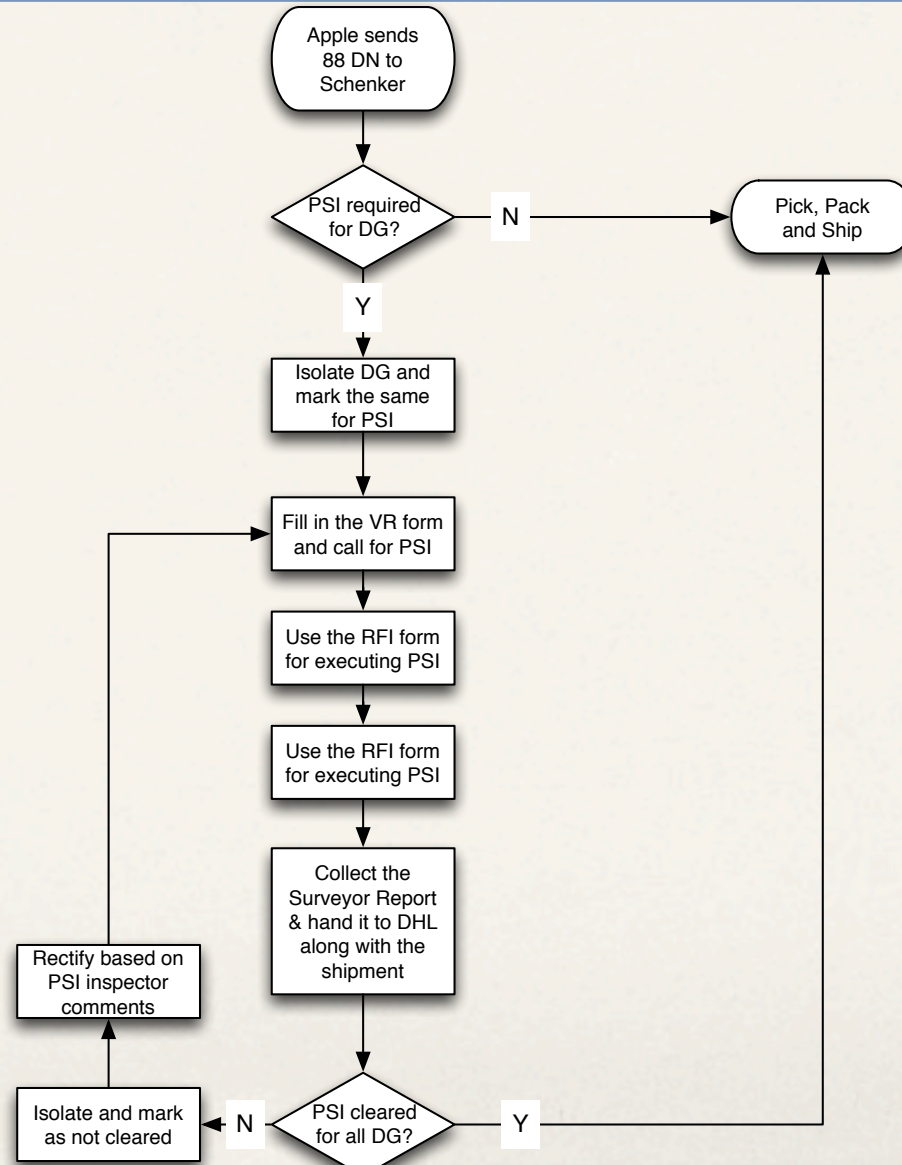 Apple sends
88 DN to
Schenker
PSI required
for DG?
N
Pick, Pack
and Ship
Y
Isolate DG and
mark the same
for PSI
Fill in the VR form
and call for PSI
Use the RFI form
for executing PSI
Use the RFI form
for executing PSI
Collect the
Surveyor Report
& hand it to DHL
along with the
shipment
Rectify based on
PSI inspector
comments
Isolate and mark
as not cleared
N
PSI cleared
for all DG?
Y